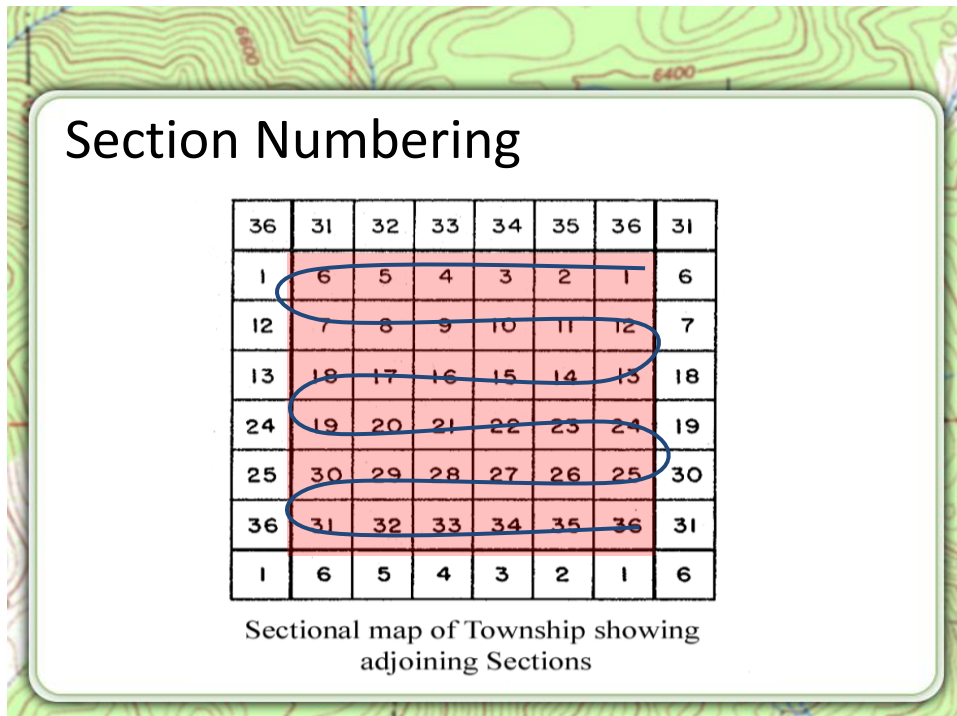 6600
6400
Section Numbering
36 31 32 33 34 35 36 31
1 6 5 4 3 2 1 6
12 7 8 9 10 11 12 7
13 18 17 16 15 14 13 18
24 19 20 21 22 23 24 19
25 30 29 28 27 26 25 30
36 31 32 33 34 35 36 31
1 6 5 4 3 2 1 6
Sectional map of Township showing
adjoining Sections